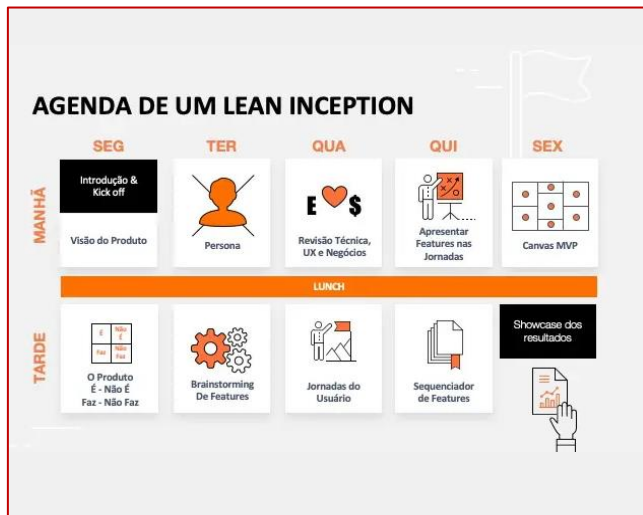 AGENDA DE UM LEAN INCEPTION
SEG
TER
QUA
QUI
SEX
MANHÃ
Introdução &
Kick off
Visão do Produto
Persona
E $
Revisão Técnica,
UX e Negócios
Apresentar
Features nas
Jornadas
Canvas MVP
LUNCH
TARDE
É
Não
É
Faz
Não
Faz
O Produto
É - Não É
Faz - Não Faz
Brainstorming
De Features
Jornadas do
Usuário
Sequenciador
de Features
Showcase dos
resultados